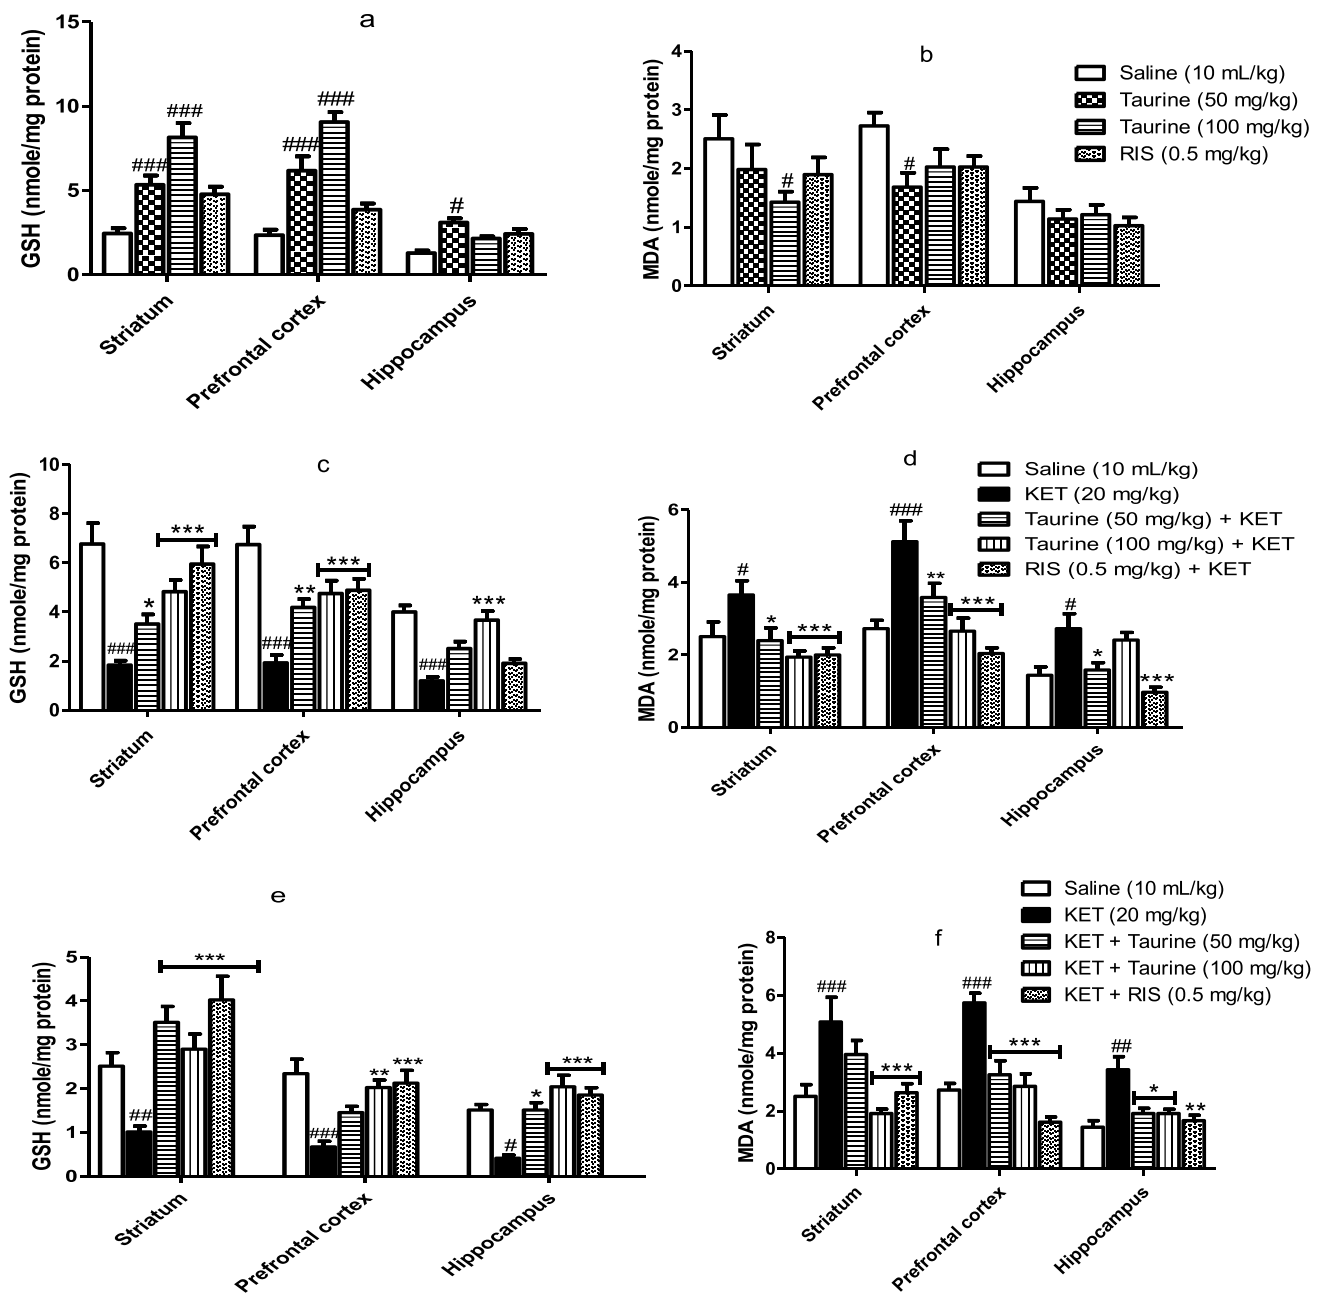 a
GSH (nmole/mg protein)
15
10
5
0
###
###
###
###
#
Striatum
Prefrontal cortex
Hippocampus
b
MDA (nmole/mg protein)
4
3
2
1
0
#
#
Striatum
Prefrontal cortex
Hippocampus
Saline (10 mL/kg)
Taurine (50 mg/kg)
Taurine (100 mg/kg)
RIS (0.5 mg/kg)
c
GSH (nmole/mg protein)
10
8
6
4
2
0
###
*
***
###
**
***
###
***
Striatum
Prefrontal cortex
Hippocampus
d
MDA (nmole/mg protein)
6
4
2
0
#
*
***
###
**
***
#
*
***
Striatum
Prefrontal cortex
Hippocampus
Saline (10 mL/kg)
KET (20 mg/kg)
Taurine (50 mg/kg) + KET
Taurine (100 mg/kg) + KET
RIS (0.5 mg/kg) + KET
e
GSH (nmole/mg protein)
5
4
3
2
1
0
##
***
###
**
***
#
*
***
Striatum
Prefrontal cortex
Hippocampus
f
MDA (nmole/mg protein)
8
6
4
2
0
###
***
###
***
##
*
**
Striatum
Prefrontal cortex
Hippocampus
Saline (10 mL/kg)
KET (20 mg/kg)
KET + Taurine (50 mg/kg)
KET + Taurine (100 mg/kg)
KET + RIS (0.5 mg/kg)